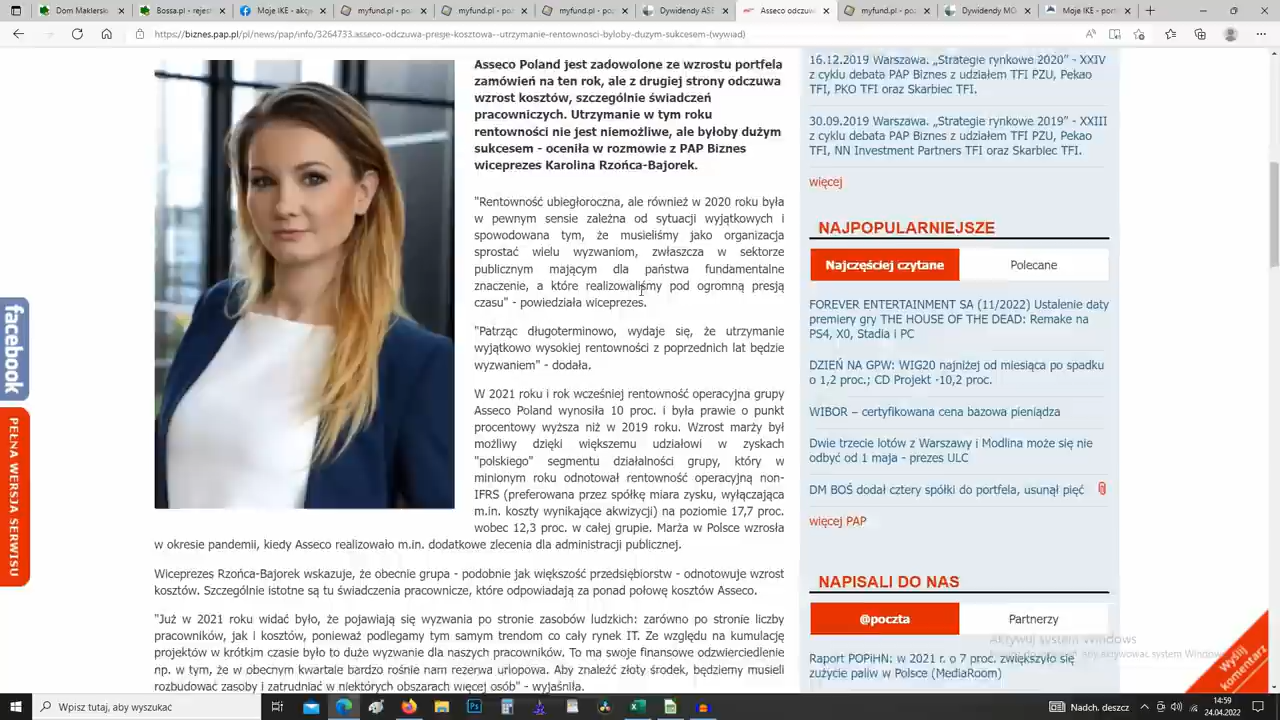 Dom Maklerski
Bossa.pl - rejest
Moje IKE - akcj
myfund.pl - port
myfund.pl - port
myfund.pl - port
Dywidendy ASE
Asseco odczuwa
myfund.pl - port
Dywidendy MO
Moje IKE - port
https://biznes.pap.pl/pl/news/pap/info/3264733,asseco-odczuwa-presje-kosztowa--utrzymanie-rentownosci-byloby-duzym-sukcesem-(wywiad)
Asseco Poland jest zadowolone ze wzrostu portfela
zamówień na ten rok, ale z drugiej strony odczuwa
wzrost kosztów, szczególnie świadczeń
pracowniczych. Utrzymanie w tym roku
rentowności nie jest niemożliwe, ale byłoby dużym
sukcesem - oceniła w rozmowie z PAP Biznes
wiceprezes Karolina Rzońca-Bajorek.
"Rentowność ubiegłoroczna, ale również w 2020 roku była
w pewnym sensie zależna od sytuacji wyjątkowych i
spowodowana tym, że musieliśmy jako organizacja
sprostać wielu wyzwaniom, zwłaszcza w sektorze
publicznym mającym dla państwa fundamentalne
znaczenie, a które realizowaliśmy pod ogromną presją
czasu" - powiedziała wiceprezes.
"Patrząc długoterminowo, wydaje się, że utrzymanie
wyjątkowo wysokiej rentowności z poprzednich lat będzie
wyzwaniem" - dodała.
W 2021 roku i rok wcześniej rentowność operacyjna grupy
Asseco Poland wynosiła 10 proc. i była prawie o punkt
procentowy wyższa niż w 2019 roku. Wzrost marży był
możliwy dzięki większemu udziałowi w zyskach
"polskiego" segmentu działalności grupy, który w
minionym roku odnotował rentowność operacyjną non-
IFRS (preferowana przez spółkę miara zysku, wyłączająca
m.in. koszty wynikające akwizycji) na poziomie 17,7 proc.
wobec 12,3 proc. w całej grupie. Marża w Polsce wzrosła
w okresie pandemii, kiedy Asseco realizowało m.in. dodatkowe zlecenia dla administracji publicznej.
Wiceprezes Rzońca-Bajorek wskazuje, że obecnie grupa - podobnie jak większość przedsiębiorstw - odnotowuje wzrost
kosztów. Szczególnie istotne są tu świadczenia pracownicze, które odpowiadają za ponad połowę kosztów Asseco.
"Już w 2021 roku widać było, że pojawiają się wyzwania po stronie zasobów ludzkich: zarówno po stronie liczby
pracowników, jak i kosztów, ponieważ podlegamy tym samym trendom co cały rynek IT. Ze względu na kumulację
projektów w krótkim czasie było to duże wyzwanie dla naszych pracowników. To ma swoje finansowe odzwierciedlenie
np. w tym, że w obecnym kwartale bardzo rośnie nam rezerwa urlopowa. Aby znaleźć złoty środek, będziemy musieli
rozbudować zasoby i zatrudniać w niektórych obszarach więcej osób" - wyjaśniła.
16.12.2019 Warszawa. „Strategie rynkowe 2020” - XXIV
z cyklu debata PAP Biznes z udziałem TFI PZU, Pekao
TFI, PKO TFI oraz Skarbiec TFI.
30.09.2019 Warszawa. „Strategie rynkowe 2019” - XXIII
z cyklu debata PAP Biznes z udziałem TFI PZU, Pekao
TFI, NN Investment Partners TFI oraz Skarbiec TFI.
więcej
NAJPOPULARNIEJSZE
Najczęściej czytane
Polecane
FOREVER ENTERTAINMENT SA (11/2022) Ustalenie daty
premiery gry THE HOUSE OF THE DEAD: Remake na
PS4, X0, Stadia i PC
DZIEŃ NA GPW: WIG20 najniżej od miesiąca po spadku
o 1,2 proc.; CD Projekt -10,2 proc.
WIBOR – certyfikowana cena bazowa pieniądza
Dwie trzecie lotów z Warszawy i Modlina może się nie
odbyć od 1 maja - prezes ULC
DM BOŚ dodał cztery spółki do portfela, usunął pięć
więcej PAP
NAPISALI DO NAS
@poczta
Partnerzy
Raport POPiHN: w 2021 r. o 7 proc. zwiększyło się
zużycie paliw w Polsce (MediaRoom)
Aktywuj system Windows
facebook
PEŁNA WERSJA SERWISU
Wyślij
komentarz
Wpisz tutaj, aby wyszukać
Nadch. deszcz
14:59
24.04.2022